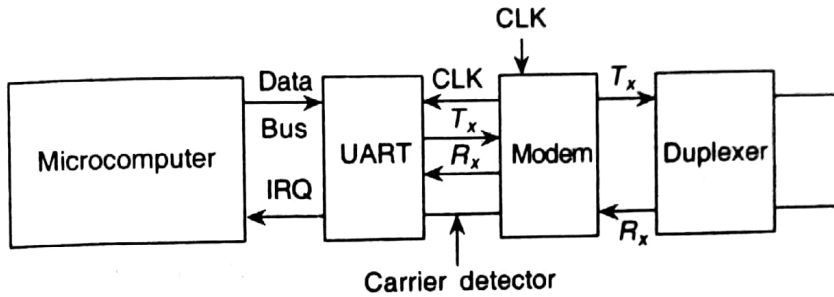 CLK
Data
Bus
CLK
Tx
Rx
Tx
Microcomputer
UART
Modem
Duplexer
IRQ
Rx
Carrier detector